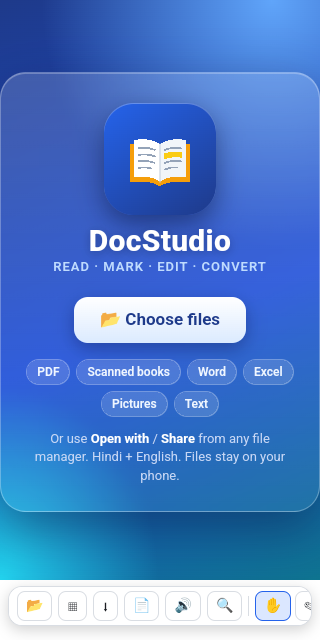 DocStudio
READ · MARK · EDIT · CONVERT
📂 Choose files
PDF Scanned books Word Excel
Pictures Text
Or use Open with / Share from any file
manager. Hindi + English. Files stay on your
phone.